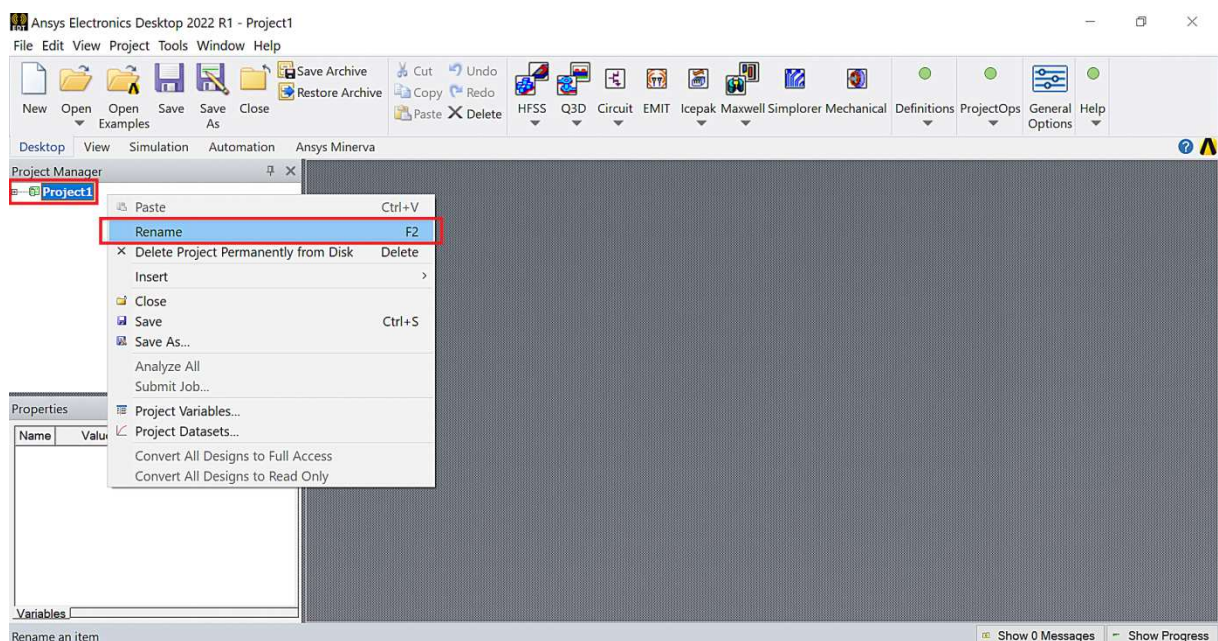 Ansys Electronics Desktop 2022 R1 - Project1
File Edit View Project Tools Window Help
New
Open
Open Examples
Save
Save As
Close
Save Archive
Restore Archive
Cut
Copy
Paste
Undo
Redo
Delete
HFSS
Q3D
Circuit
EMIT
Icepak
Maxwell
Simplorer
Mechanical
Definitions
ProjectOps
General Options
Help
Desktop View Simulation Automation Ansys Minerva
Project Manager
Project1
Paste Ctrl+V
Rename F2
Delete Project Permanently from Disk Delete
Insert
Close
Save Ctrl+S
Save As...
Analyze All
Submit Job...
Project Variables...
Project Datasets...
Convert All Designs to Full Access
Convert All Designs to Read Only
Properties
Name Valu
Variables
Rename an item
Show 0 Messages
Show Progress